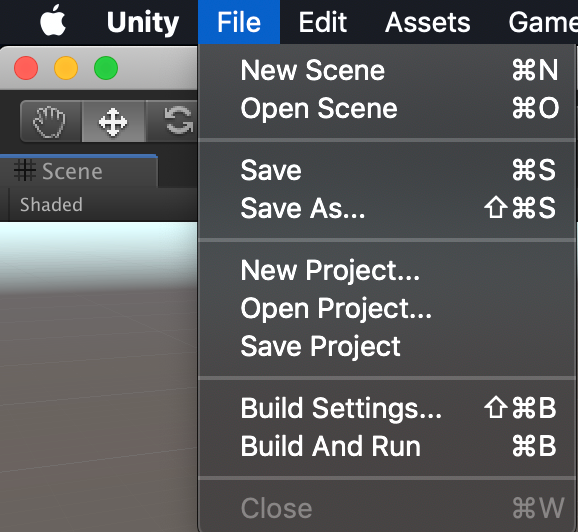 Unity File Edit Assets Game
New Scene ⌘N
Open Scene ⌘O
Scene
Save ⌘S
Shaded
Save As... ⇧⌘S
New Project...
Open Project...
Save Project
Build Settings... ⇧⌘B
Build And Run ⌘B
Close ⌘W